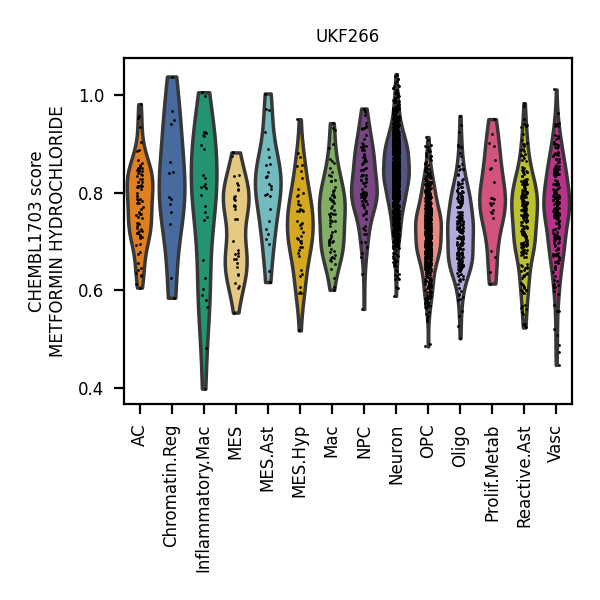 UKF266
CHEMBL1703 score
METFORMIN HYDROCHLORIDE
1.0
0.8
0.6
0.4
AC
Chromatin.Reg
Inflammatory.Mac
MES
MES.Ast
MES.Hyp
Mac
NPC
Neuron
OPC
Oligo
Prolif.Metab
Reactive.Ast
Vasc